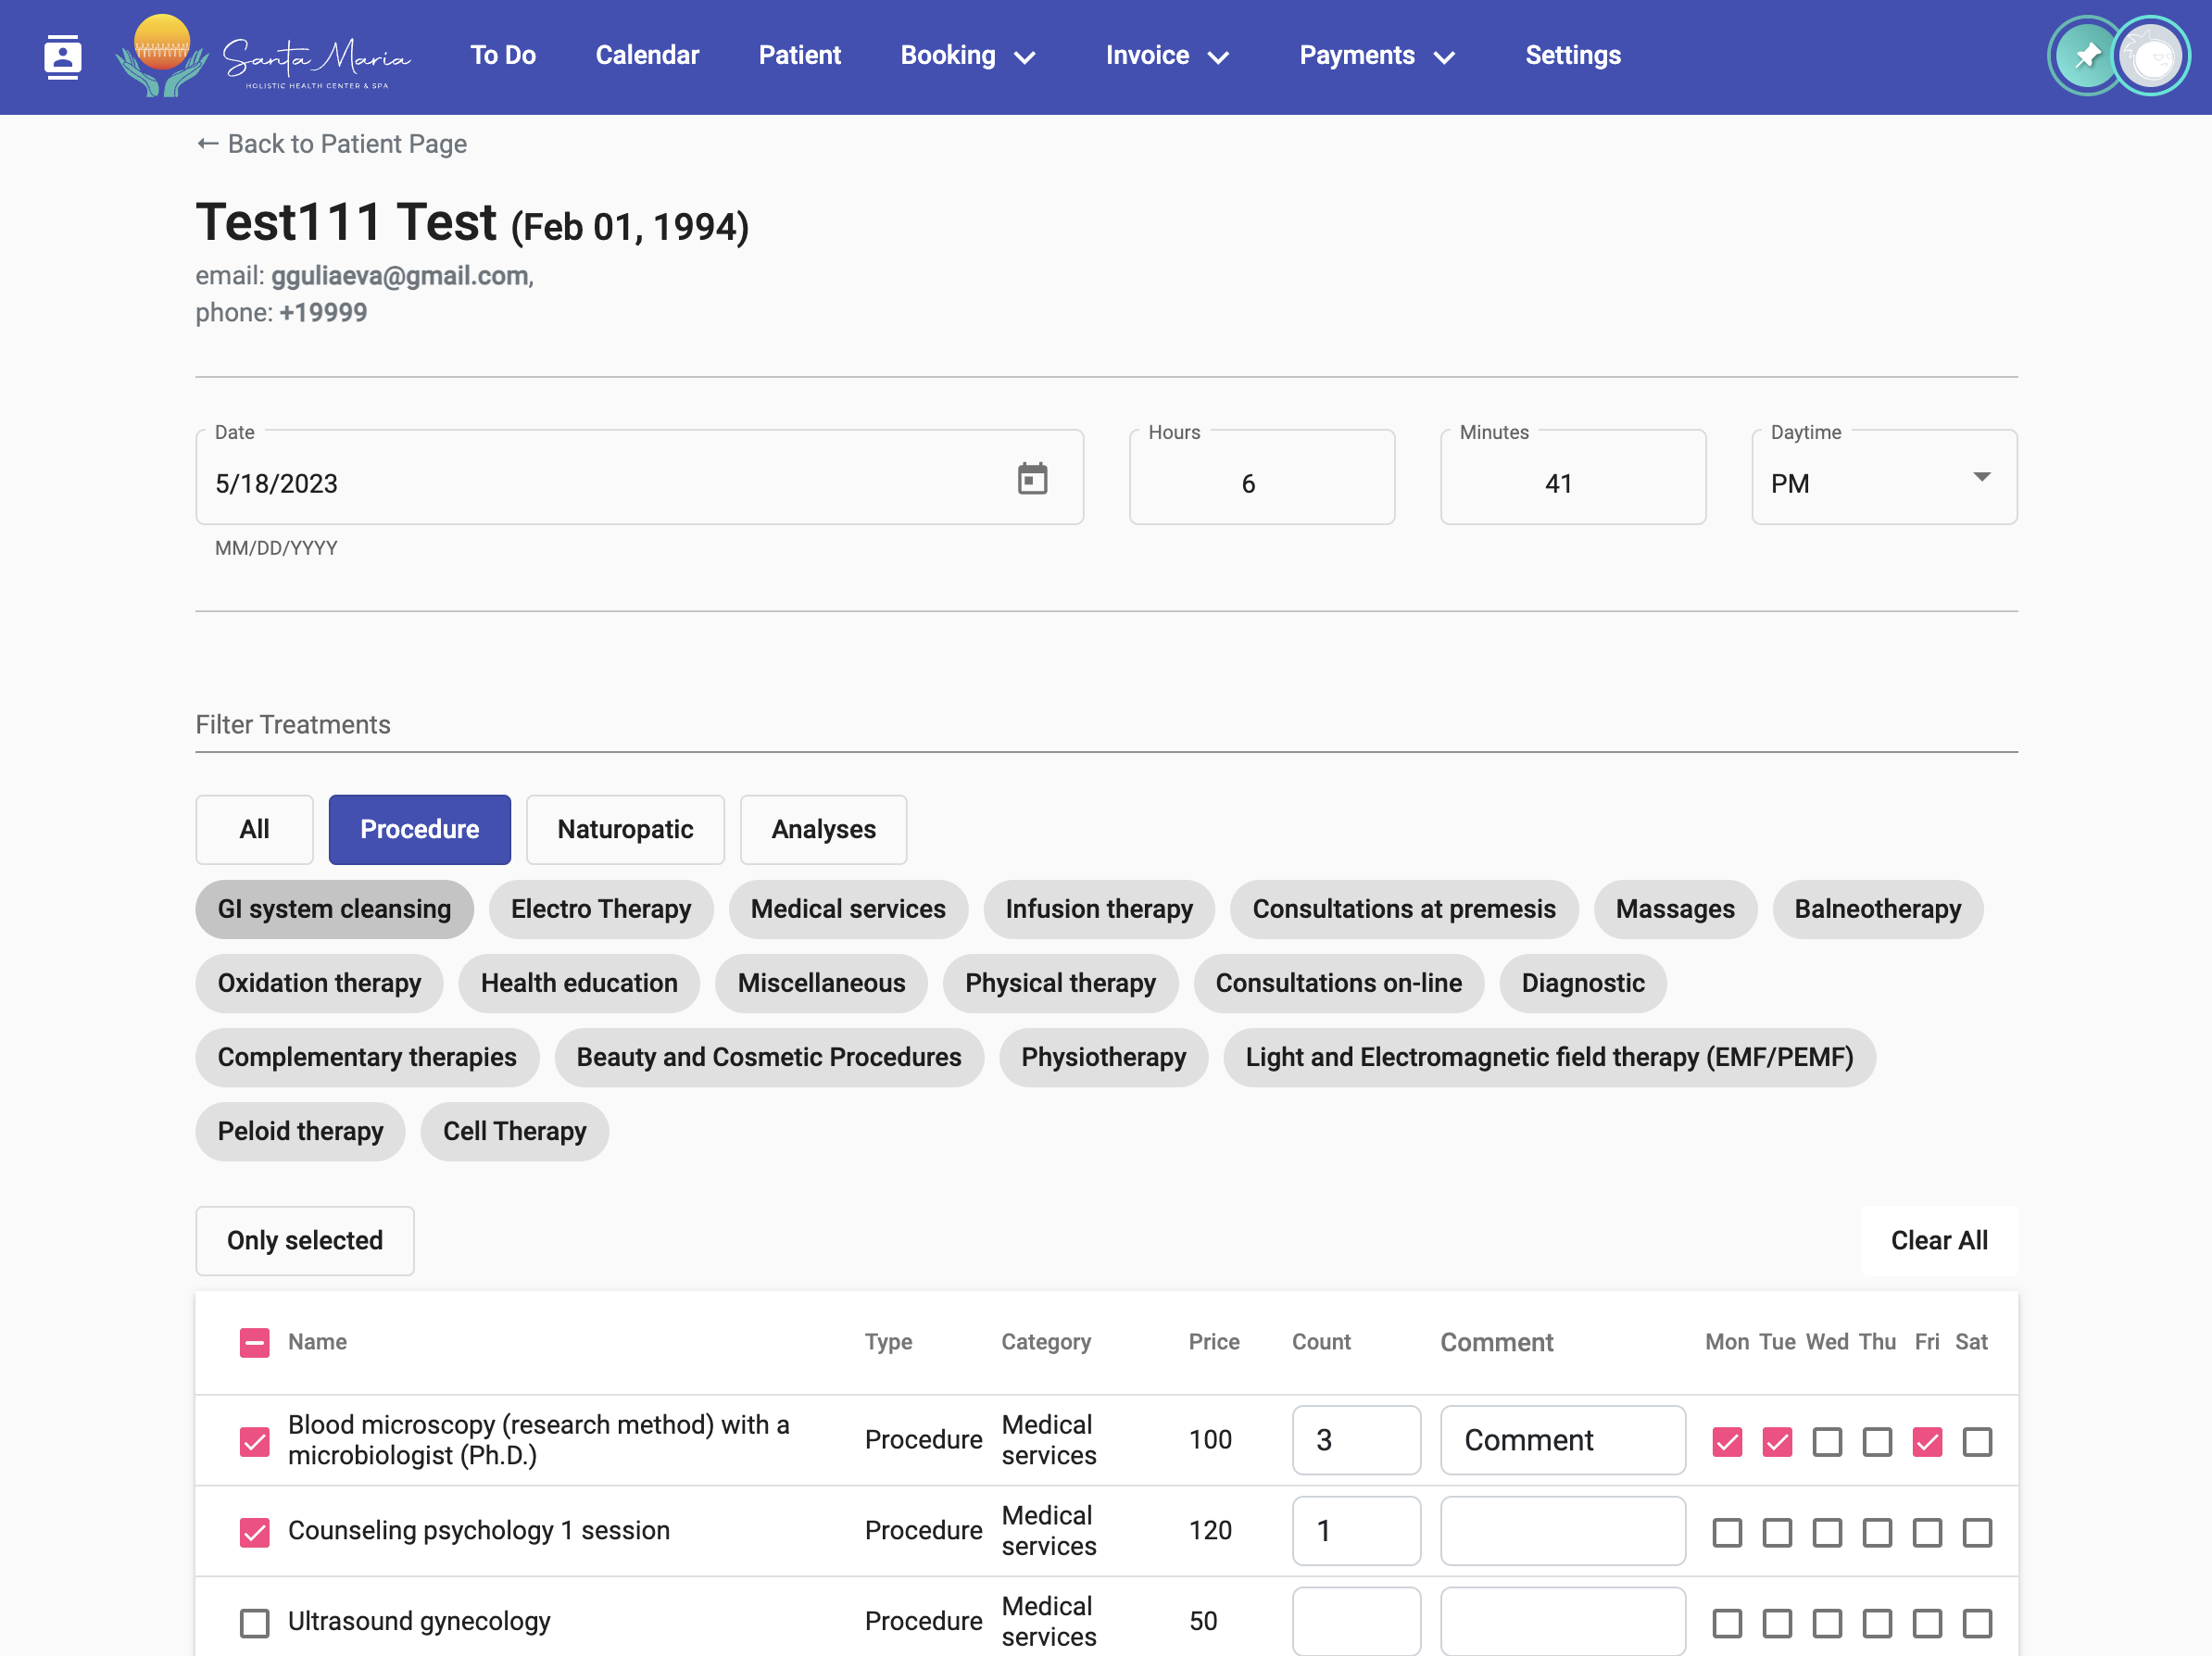 Santa Maria
HOLISTIC HEALTH CENTER & SPA
To Do Calendar Patient Booking Invoice Payments Settings
← Back to Patient Page
Test111 Test (Feb 01, 1994)
email: gguliaeva@gmail.com,
phone: +19999
Date Hours Minutes Daytime
5/18/2023 6 41 PM
MM/DD/YYYY
Filter Treatments
All Procedure Naturopatic Analyses
GI system cleansing Electro Therapy Medical services Infusion therapy Consultations at premesis Massages Balneotherapy
Oxidation therapy Health education Miscellaneous Physical therapy Consultations on-line Diagnostic
Complementary therapies Beauty and Cosmetic Procedures Physiotherapy Light and Electromagnetic field therapy (EMF/PEMF)
Peloid therapy Cell Therapy
Only selected Clear All
Name Type Category Price Count Comment Mon Tue Wed Thu Fri Sat
Blood microscopy (research method) with a
microbiologist (Ph.D.) Procedure Medical
services 100 3 Comment
Counseling psychology 1 session Procedure Medical
services 120 1
Ultrasound gynecology Procedure Medical
services 50